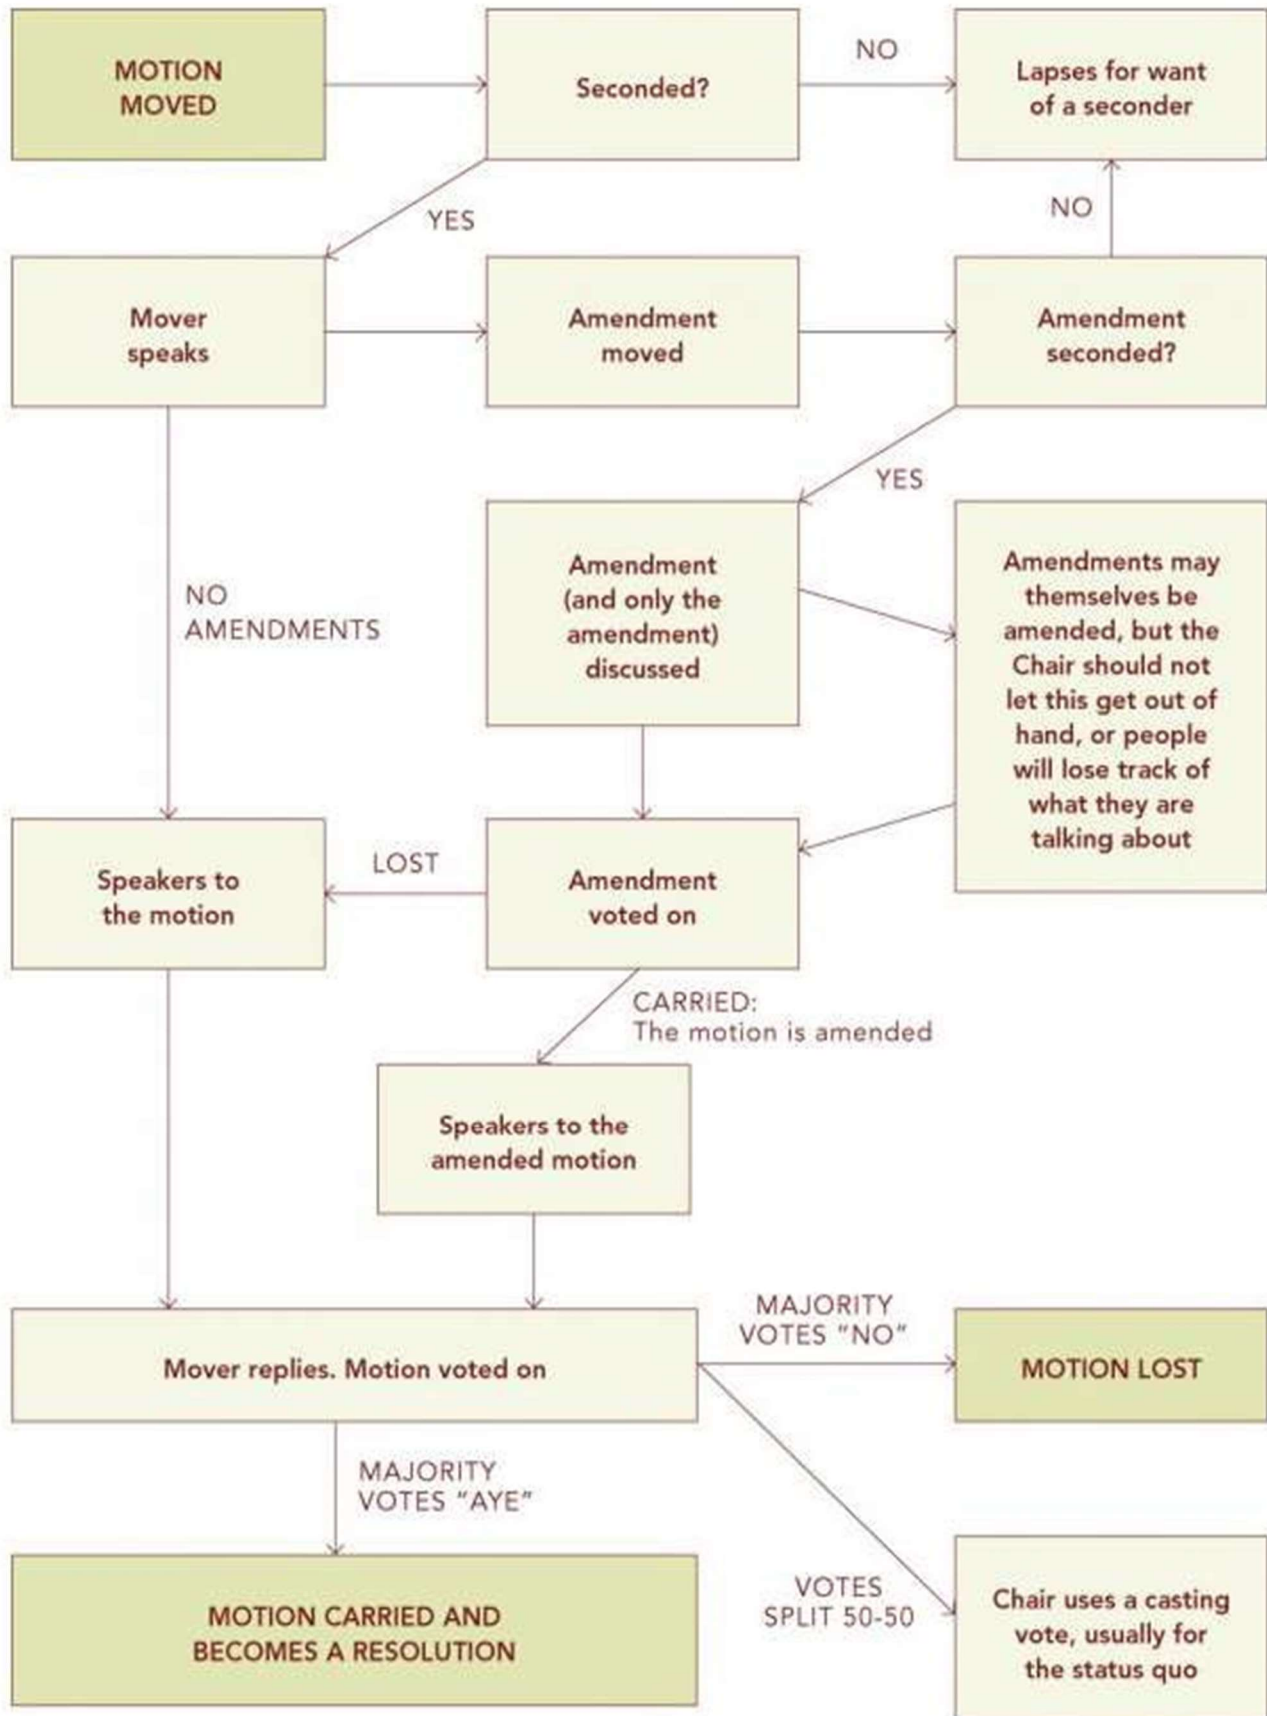 MOTION
MOVED
Seconded?
NO
Lapses for want
of a seconder
YES
NO
Mover
speaks
Amendment
moved
Amendment
seconded?
YES
NO
AMENDMENTS
Amendment
(and only the
amendment)
discussed
Amendments may
themselves be
amended, but the
Chair should not
let this get out of
hand, or people
will lose track of
what they are
talking about
Speakers to
the motion
LOST
Amendment
voted on
CARRIED:
The motion is amended
Speakers to the
amended motion
Mover replies. Motion voted on
MAJORITY
VOTES “NO”
MOTION LOST
MAJORITY
VOTES “AYE”
MOTION CARRIED AND
BECOMES A RESOLUTION
VOTES
SPLIT 50-50
Chair uses a casting
vote, usually for
the status quo